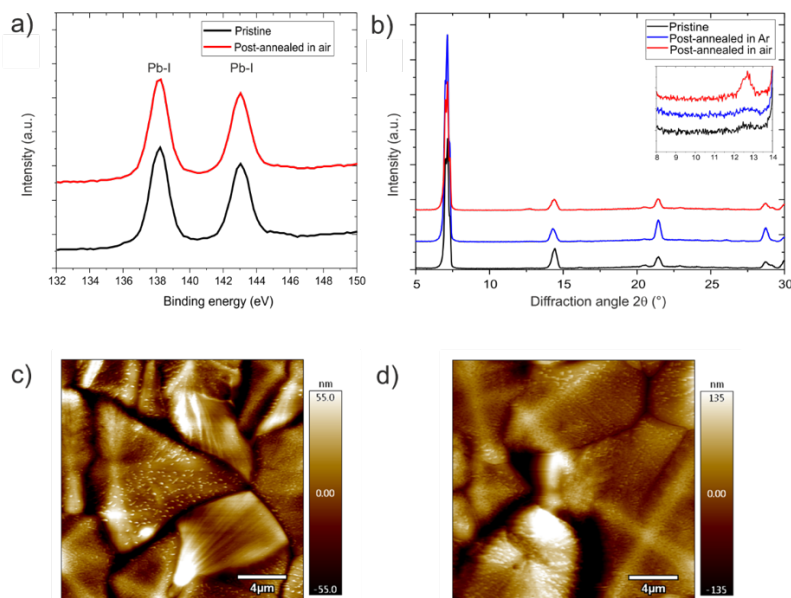 a)
Pristine
Post-annealed in air
Pb-I
Pb-I
Intensity (a.u.)
132 134 136 138 140 142 144 146 148 150
Binding energy (eV)
b)
Pristine
Post-annealed in Ar
Post-annealed in air
8 9 10 11 12 13 14
Intensity (a.u.)
5 10 15 20 25 30
Diffraction angle 2θ (°)
c)
nm
55.0
0.00
-55.0
4µm
d)
nm
135
0.00
-135
4µm